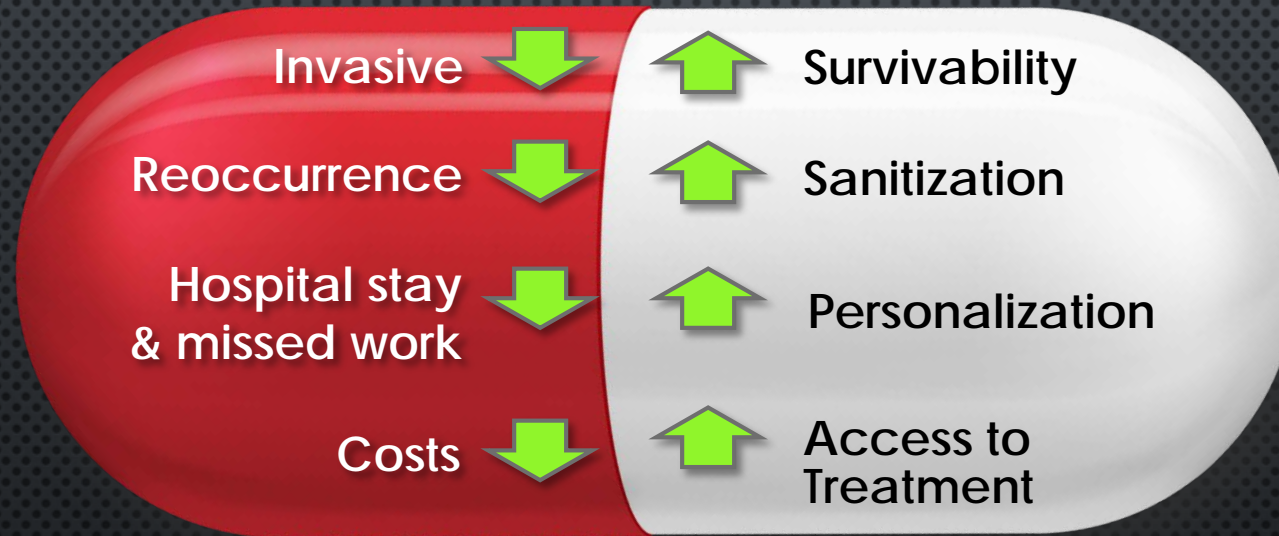 Invasive
Survivability
Reoccurrence
Sanitization
Hospital stay
& missed work
Personalization
Costs
Access to
Treatment